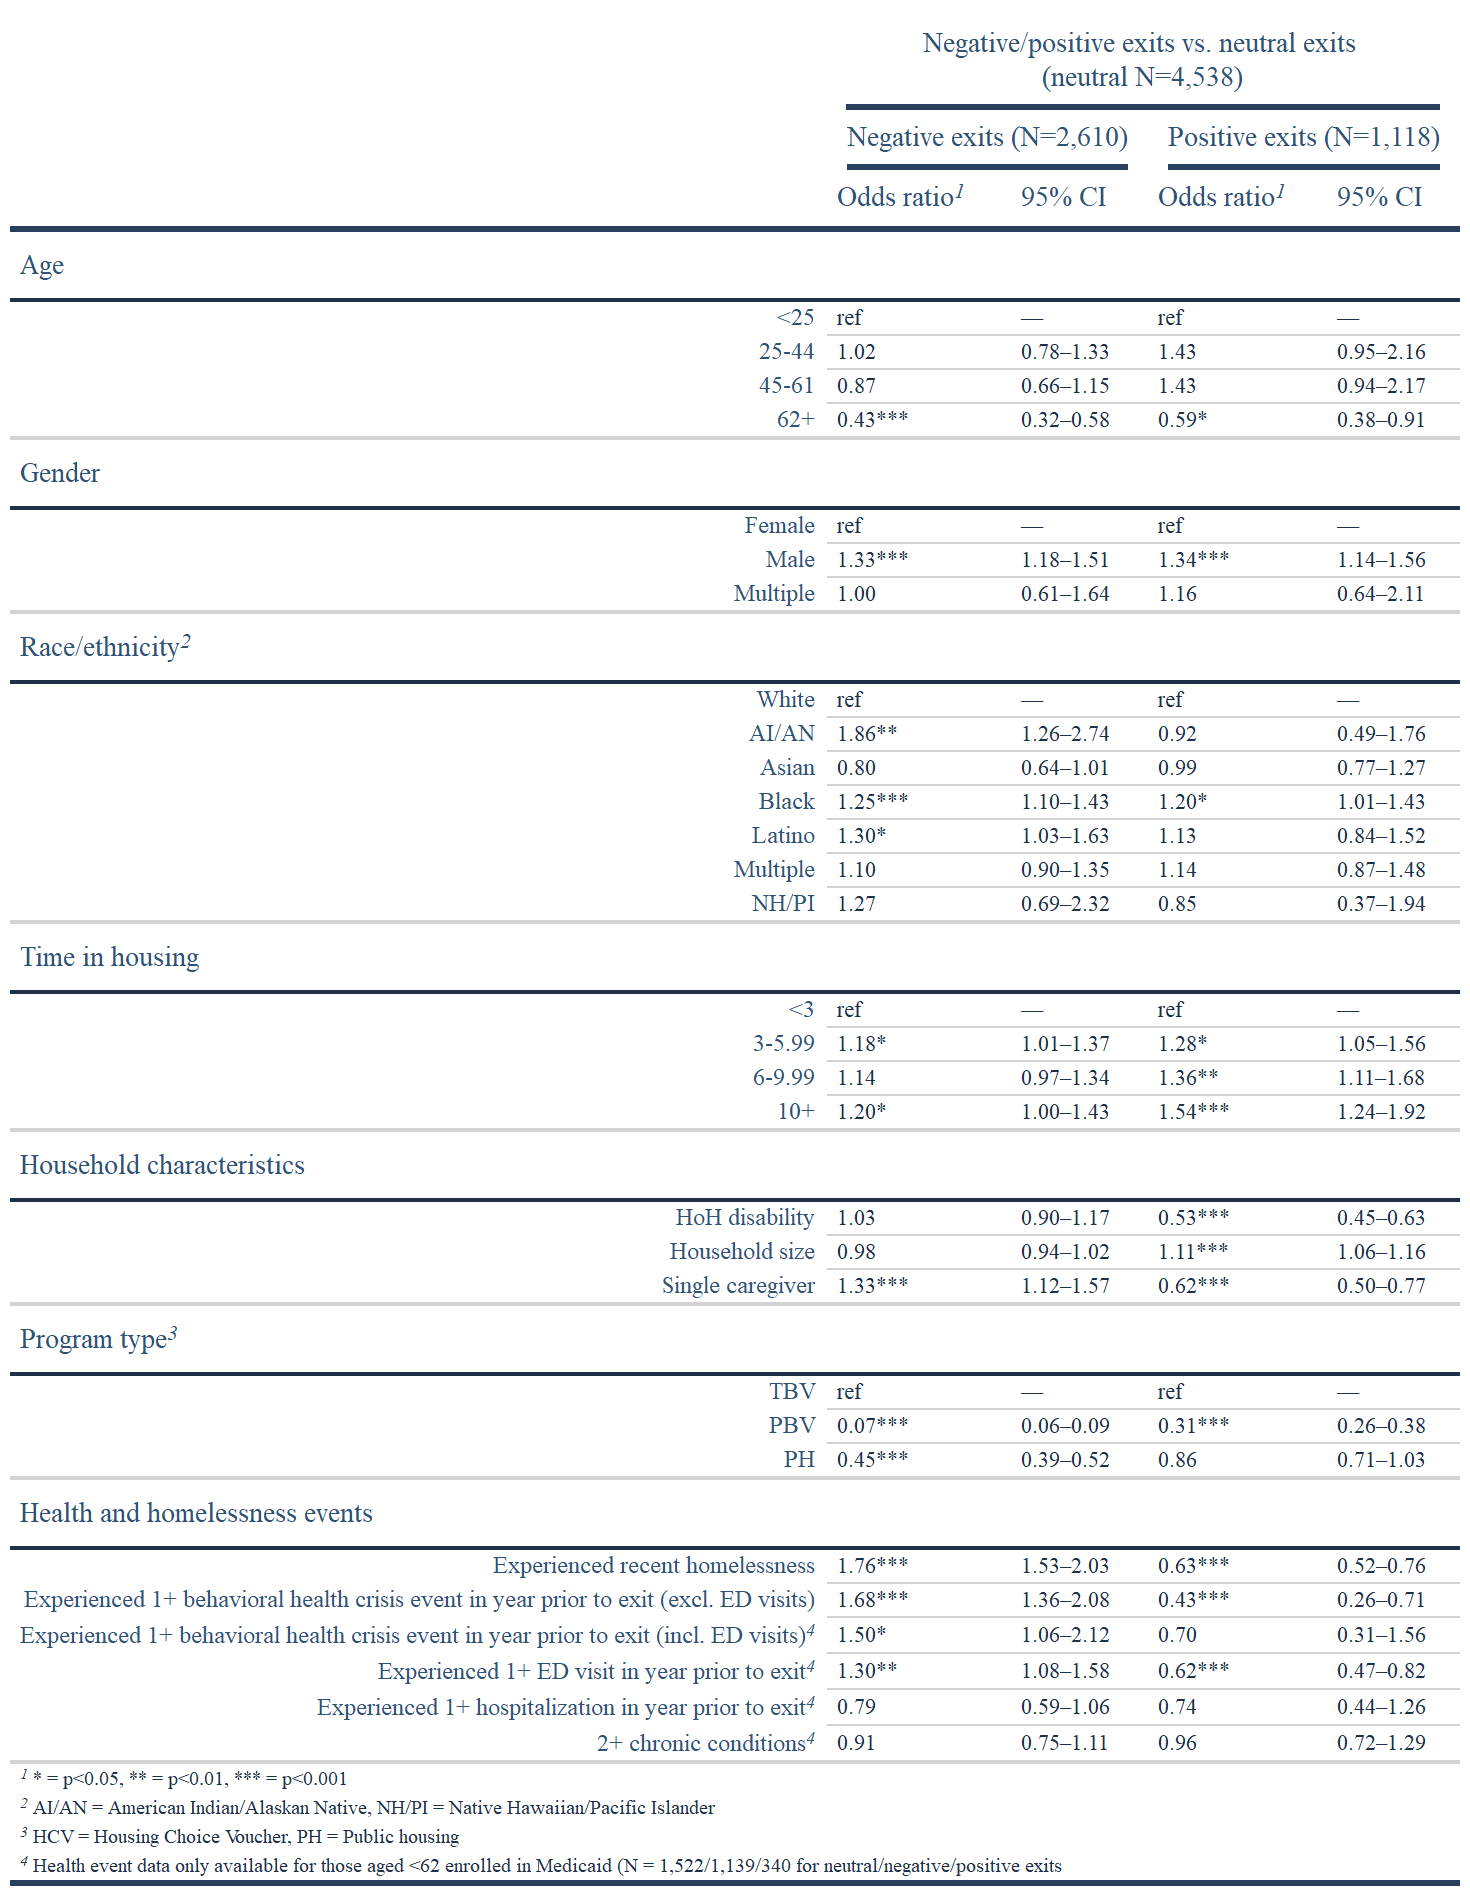 Negative/positive exits vs. neutral exits
(neutral N=4,538)
Negative exits (N=2,610) Positive exits (N=1,118)
Odds ratio1 95% CI Odds ratio1 95% CI
Age
<25 ref — ref —
25-44 1.02 0.78–1.33 1.43 0.95–2.16
45-61 0.87 0.66–1.15 1.43 0.94–2.17
62+ 0.43*** 0.32–0.58 0.59* 0.38–0.91
Gender
Female ref — ref —
Male 1.33*** 1.18–1.51 1.34*** 1.14–1.56
Multiple 1.00 0.61–1.64 1.16 0.64–2.11
Race/ethnicity2
White ref — ref —
AI/AN 1.86** 1.26–2.74 0.92 0.49–1.76
Asian 0.80 0.64–1.01 0.99 0.77–1.27
Black 1.25*** 1.10–1.43 1.20* 1.01–1.43
Latino 1.30* 1.03–1.63 1.13 0.84–1.52
Multiple 1.10 0.90–1.35 1.14 0.87–1.48
NH/PI 1.27 0.69–2.32 0.85 0.37–1.94
Time in housing
<3 ref — ref —
3-5.99 1.18* 1.01–1.37 1.28* 1.05–1.56
6-9.99 1.14 0.97–1.34 1.36** 1.11–1.68
10+ 1.20* 1.00–1.43 1.54*** 1.24–1.92
Household characteristics
HoH disability 1.03 0.90–1.17 0.53*** 0.45–0.63
Household size 0.98 0.94–1.02 1.11*** 1.06–1.16
Single caregiver 1.33*** 1.12–1.57 0.62*** 0.50–0.77
Program type3
TBV ref — ref —
PBV 0.07*** 0.06–0.09 0.31*** 0.26–0.38
PH 0.45*** 0.39–0.52 0.86 0.71–1.03
Health and homelessness events
Experienced recent homelessness 1.76*** 1.53–2.03 0.63*** 0.52–0.76
Experienced 1+ behavioral health crisis event in year prior to exit (excl. ED visits) 1.68*** 1.36–2.08 0.43*** 0.26–0.71
Experienced 1+ behavioral health crisis event in year prior to exit (incl. ED visits)4 1.50* 1.06–2.12 0.70 0.31–1.56
Experienced 1+ ED visit in year prior to exit4 1.30** 1.08–1.58 0.62*** 0.47–0.82
Experienced 1+ hospitalization in year prior to exit4 0.79 0.59–1.06 0.74 0.44–1.26
2+ chronic conditions4 0.91 0.75–1.11 0.96 0.72–1.29
1 * = p<0.05, ** = p<0.01, *** = p<0.001
2 AI/AN = American Indian/Alaskan Native, NH/PI = Native Hawaiian/Pacific Islander
3 HCV = Housing Choice Voucher, PH = Public housing
4 Health event data only available for those aged <62 enrolled in Medicaid (N = 1,522/1,139/340 for neutral/negative/positive exits